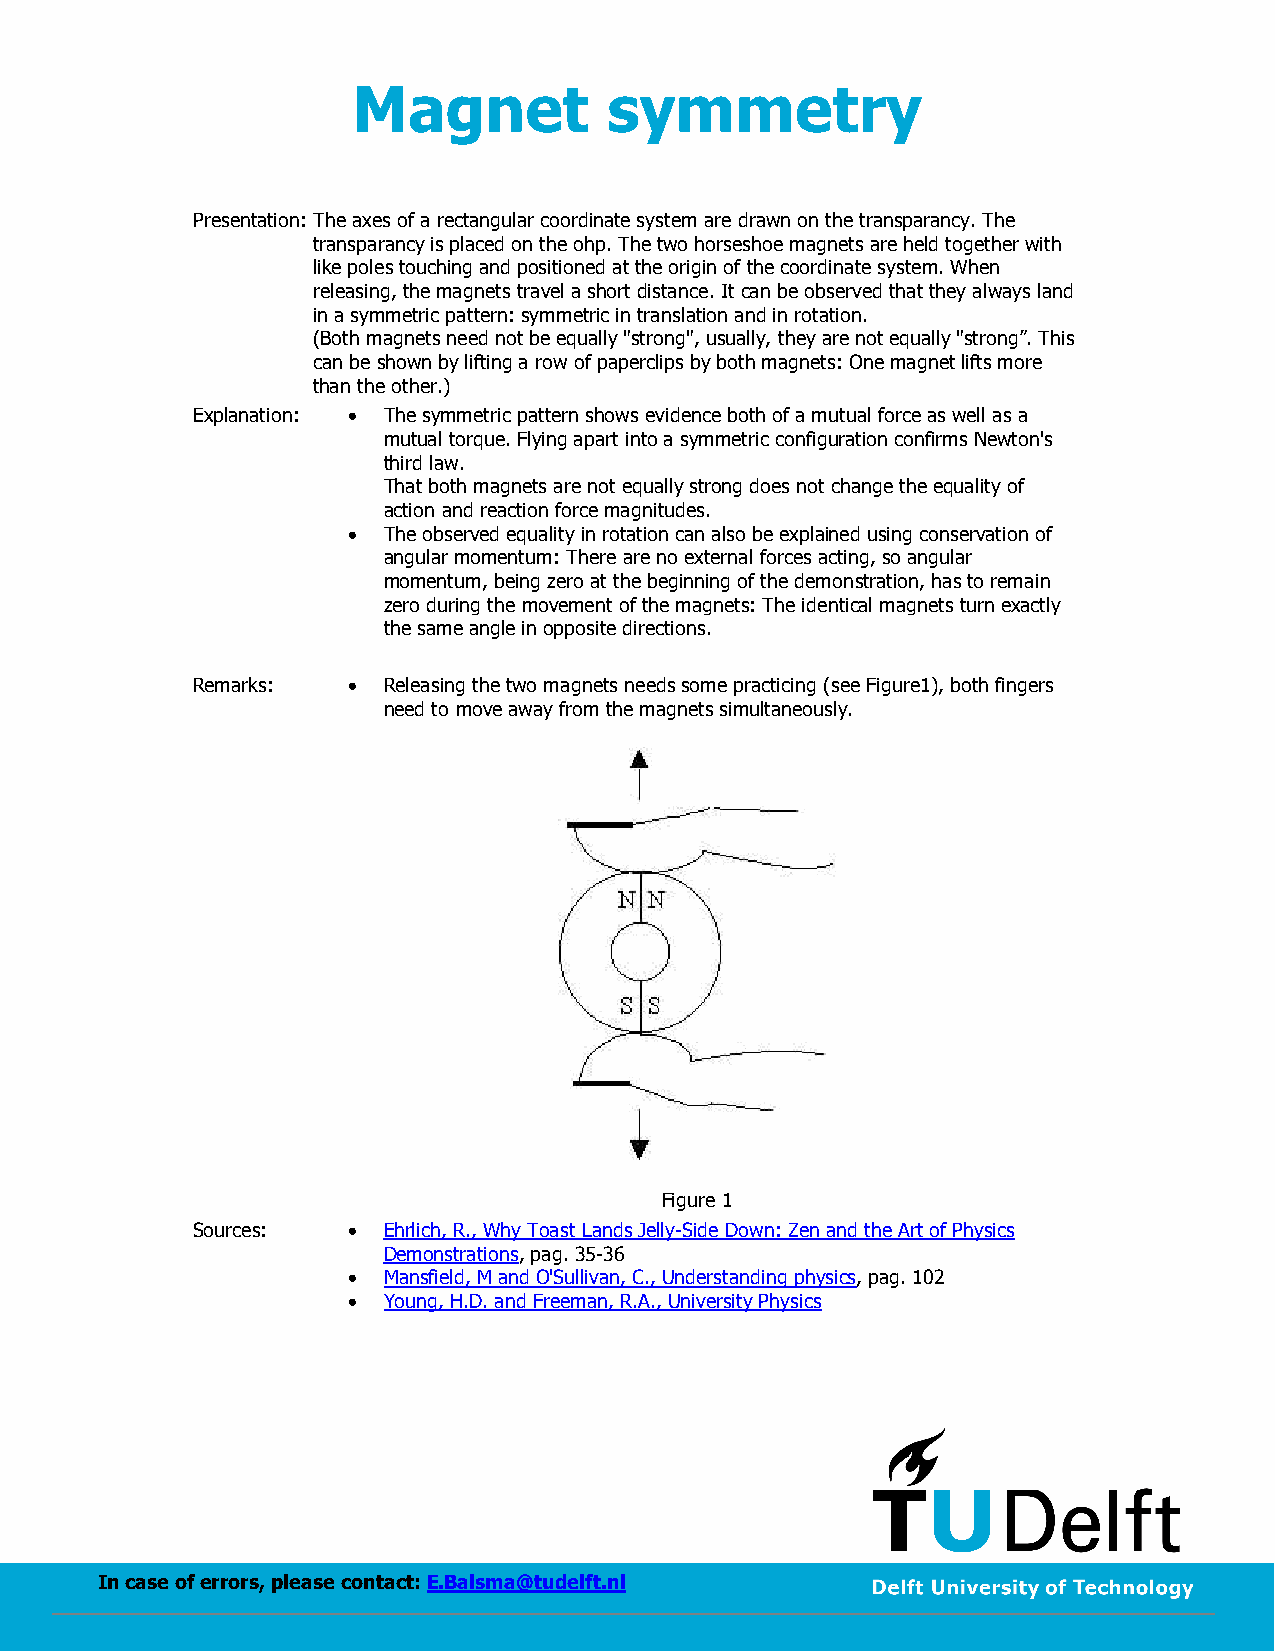 Magnet symmetry
Presentation: The axes of a rectangular coordinate system are drawn on the transparancy. The
transparancy is placed on the ohp. The two horseshoe magnets are held together with
like poles touching and positioned at the origin of the coordinate system. When
releasing, the magnets travel a short distance. It can be observed that they always land
in a symmetric pattern: symmetric in translation and in rotation.
(Both magnets need not be equally "strong", usually, they are not equally "strong”. This
can be shown by lifting a row of paperclips by both magnets: One magnet lifts more
than the other.)
Explanation: • The symmetric pattern shows evidence both of a mutual force as well as a
mutual torque. Flying apart into a symmetric configuration confirms Newton's
third law.
That both magnets are not equally strong does not change the equality of
action and reaction force magnitudes.
• The observed equality in rotation can also be explained using conservation of
angular momentum: There are no external forces acting, so angular
momentum, being zero at the beginning of the demonstration, has to remain
zero during the movement of the magnets: The identical magnets turn exactly
the same angle in opposite directions.
Remarks: • Releasing the two magnets needs some practicing (see Figure1), both fingers
need to move away from the magnets simultaneously.
N N
S S
Figure 1
Sources: • Ehrlich, R., Why Toast Lands Jelly-Side Down: Zen and the Art of Physics
Demonstrations, pag. 35-36
• Mansfield, M and O'Sullivan, C., Understanding physics, pag. 102
• Young, H.D. and Freeman, R.A., University Physics
TUDelft
In case of errors, please contact: E.Balsma@tudelft.nl
Delft University of Technology